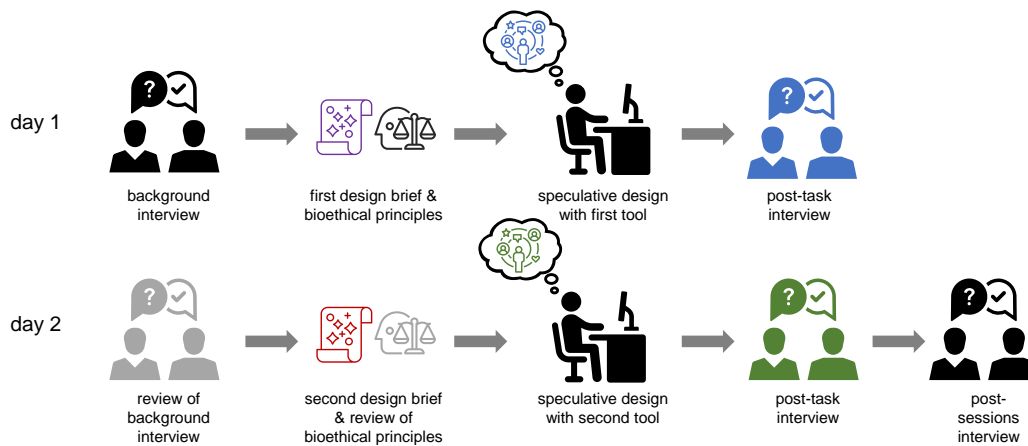 day 1
background
interview
first design brief &
bioethical principles
speculative design
with first tool
post-task
interview
day 2
review of
background
interview
second design brief
& review of
bioethical principles
speculative design
with second tool
post-task
interview
post-
sessions
interview